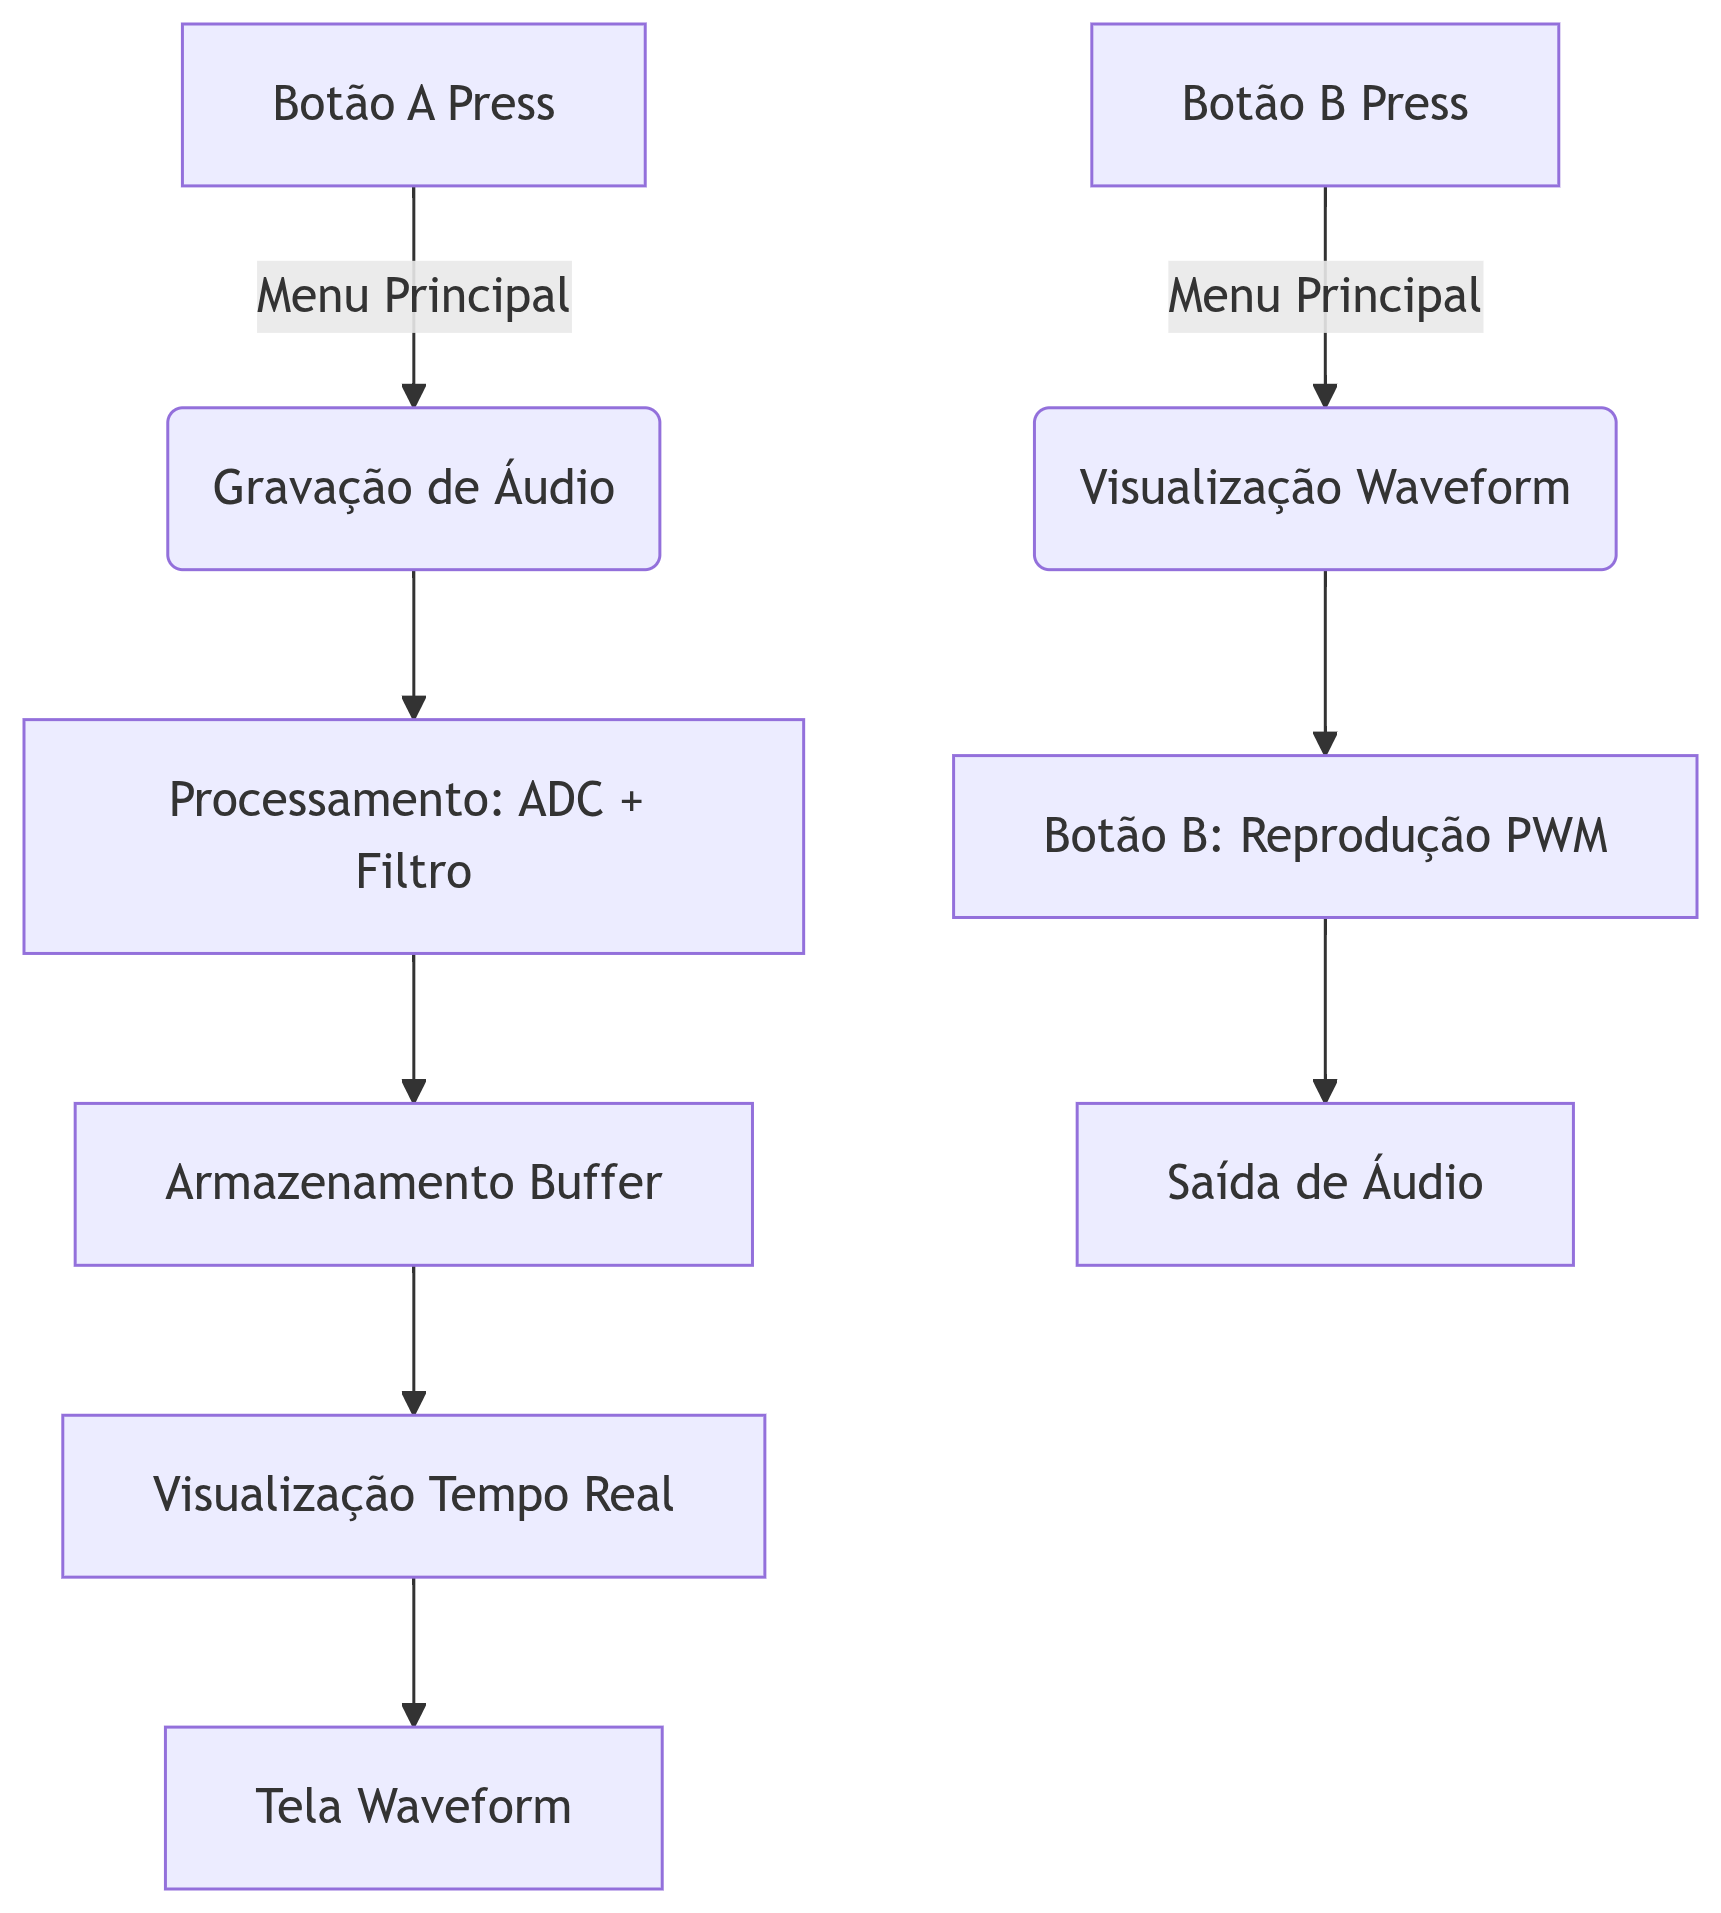 Botão A Press
Menu Principal
Gravação de Áudio
Processamento: ADC +
Filtro
Armazenamento Buffer
Visualização Tempo Real
Tela Waveform
Botão B Press
Menu Principal
Visualização Waveform
Botão B: Reprodução PWM
Saída de Áudio